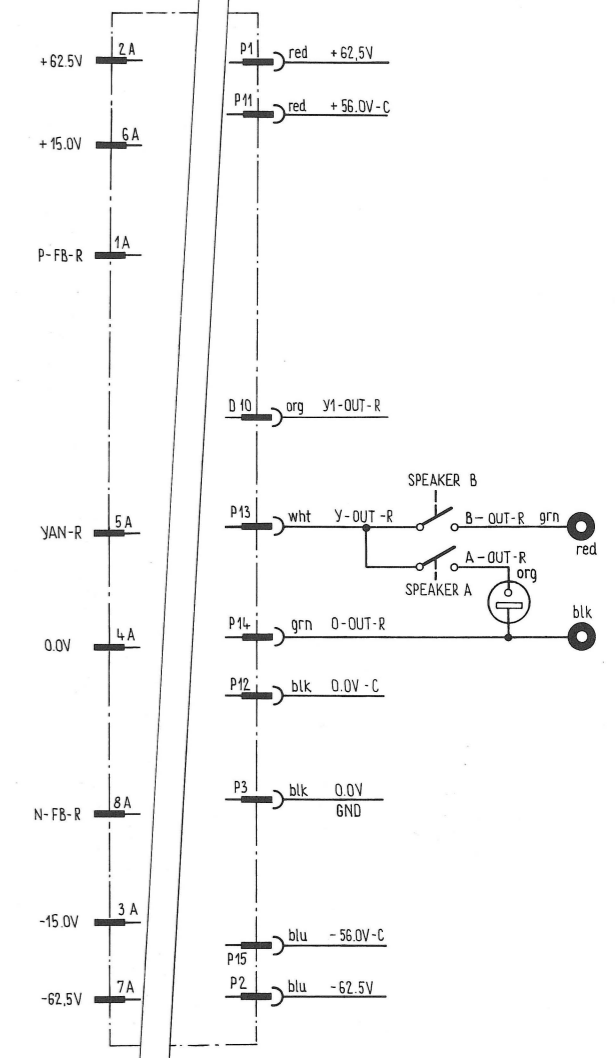 2A
+62.5V
P1 red +62,5V
P11 red +56.0V-C
6A
+15.0V
1A
P-FB-R
D10 org Y1-OUT-R
SPEAKER B
5A
YAN-R
P13 wht Y-OUT-R
B-OUT-R grn
red
A-OUT-R
org
SPEAKER A
blk
4A
0.0V
P14 grn 0-OUT-R
P12 blk 0.0V-C
P3 blk 0.0V
GND
8A
N-FB-R
3A
-15.0V
blu -56.0V-C
P15
7A
-62,5V
P2 blu -62.5V